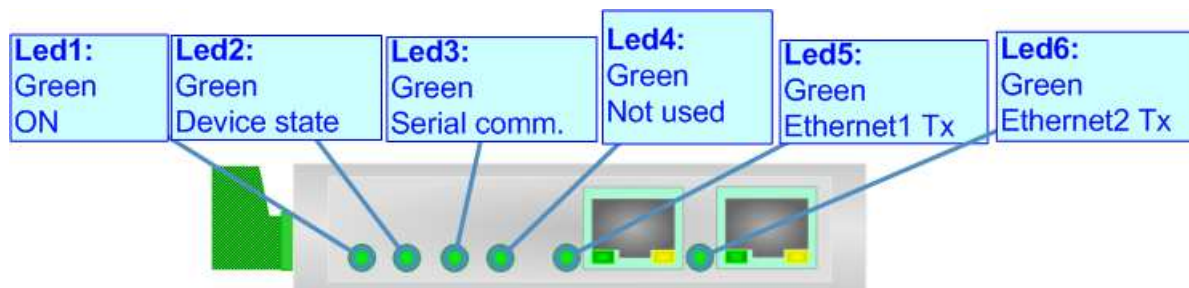 Led1:
Green
ON
Led2:
Green
Device state
Led3:
Green
Serial comm.
Led4:
Green
Not used
Led5:
Green
Ethernet1 Tx
Led6:
Green
Ethernet2 Tx